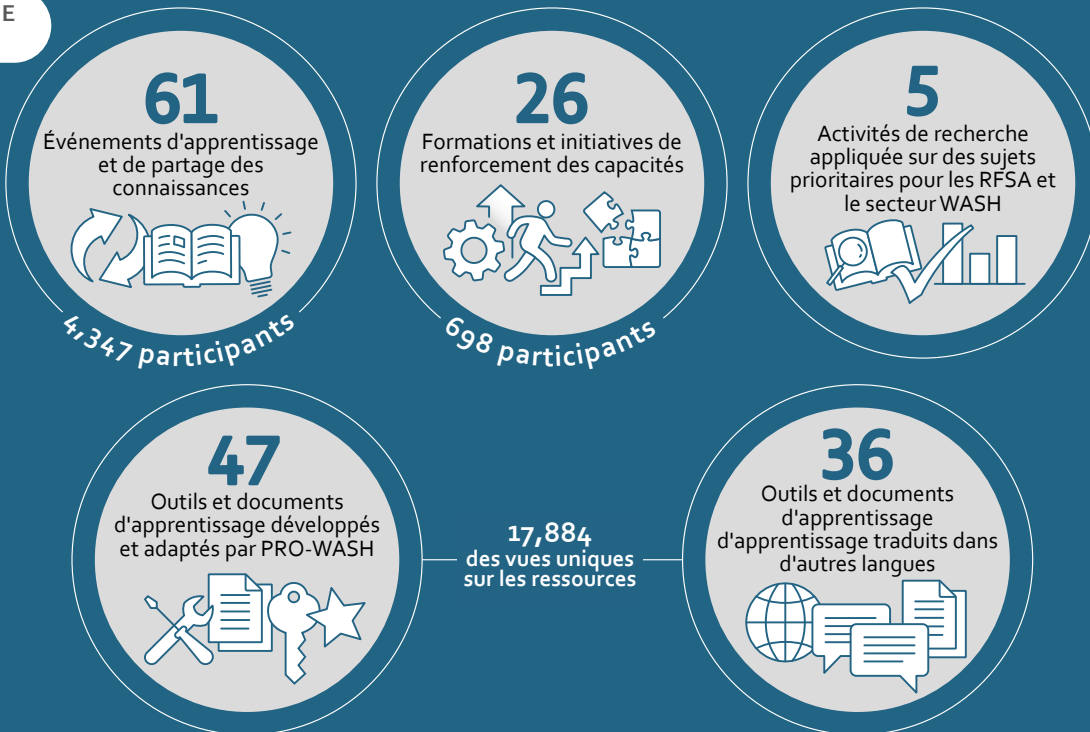 E
61
Événements d'apprentissage
et de partage des
connaissances
4,347 participants
26
Formations et initiatives de
renforcement des capacités
698 participants
5
Activités de recherche
appliquée sur des sujets
prioritaires pour les RFSA et
le secteur WASH
47
Outils et documents
d'apprentissage développés
et adaptés par PRO-WASH
17,884
des vues uniques
sur les ressources
36
Outils et documents
d'apprentissage
d'apprentissage traduits dans
d'autres langues